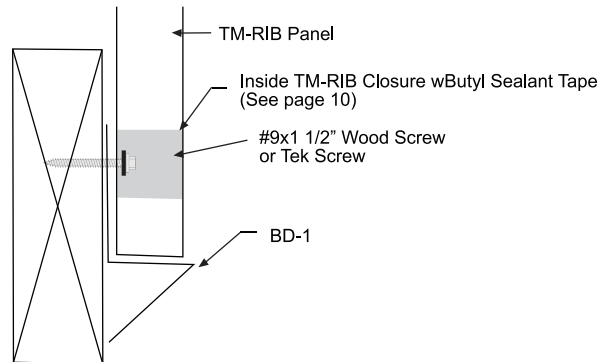 TM-RIB Panel
Inside TM-RIB Closure wButyl Sealant Tape
(See page 10)
#9x1 1/2" Wood Screw
or Tek Screw
BD-1